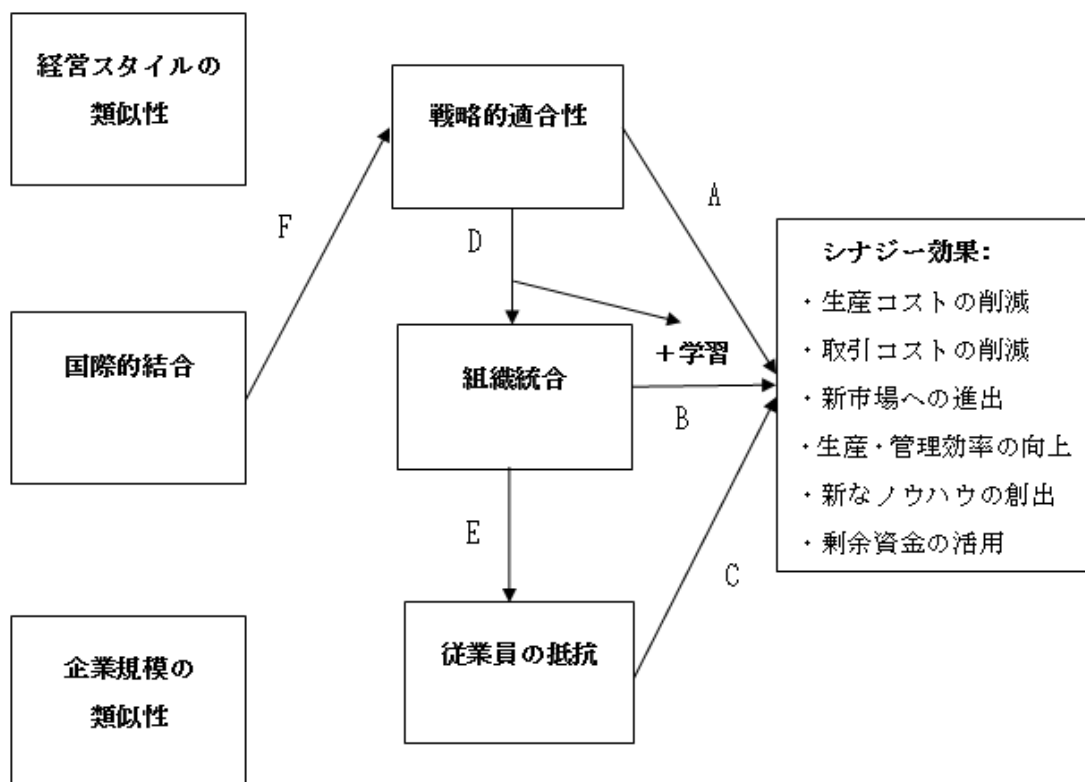 経営スタイルの
類似性
戦略的適合性
F
A
D
シナジー効果:
・生産コストの削減
・取引コストの削減
・新市場への進出
・生産・管理効率の向上
・新なノウハウの創出
・剰余資金の活用
国際的結合
組織統合
+学習
B
E
C
企業規模の
類似性
従業員の抵抗